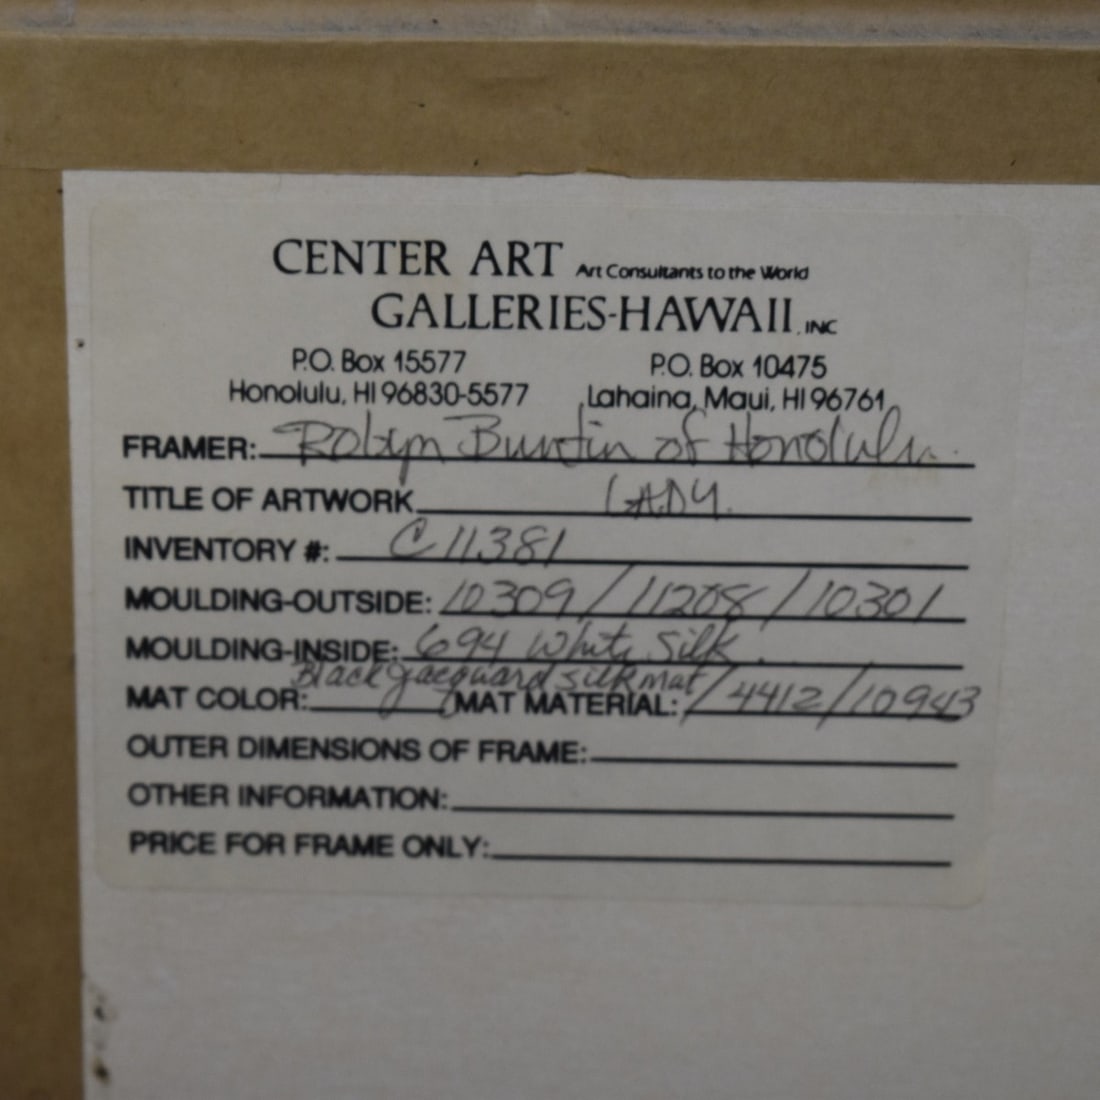 CENTER ART Art Consultants to the World
GALLERIES-HAWAII, INC
P.O. Box 15577 P.O. Box 10475
Honolulu, HI 96830-5577 Lahaina, Maui, HI 96761
FRAMER: Robyn Buntin of Honolulu
TITLE OF ARTWORK LADY.
INVENTORY #: C11381
MOULDING-OUTSIDE: 10309/11208/10301
MOULDING-INSIDE: 694 White Silk.
Black jacquard silk mat
MAT COLOR: MAT MATERIAL: /4412/10943
OUTER DIMENSIONS OF FRAME:
OTHER INFORMATION:
PRICE FOR FRAME ONLY: